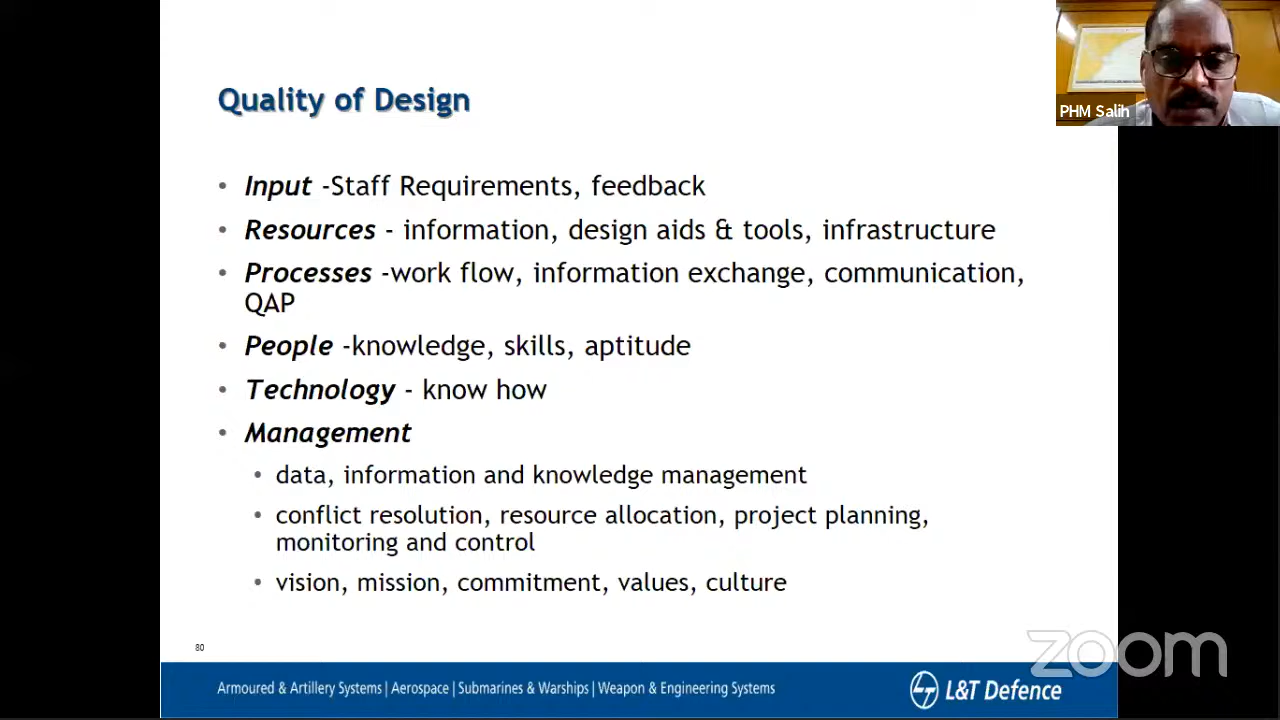 Quality of Design
PHM Salih
• Input -Staff Requirements, feedback
• Resources - information, design aids & tools, infrastructure
• Processes -work flow, information exchange, communication,
QAP
• People -knowledge, skills, aptitude
• Technology - know how
• Management
• data, information and knowledge management
• conflict resolution, resource allocation, project planning,
monitoring and control
• vision, mission, commitment, values, culture
80
zoom
Armoured & Artillery Systems | Aerospace | Submarines & Warships | Weapon & Engineering Systems
L&T Defence